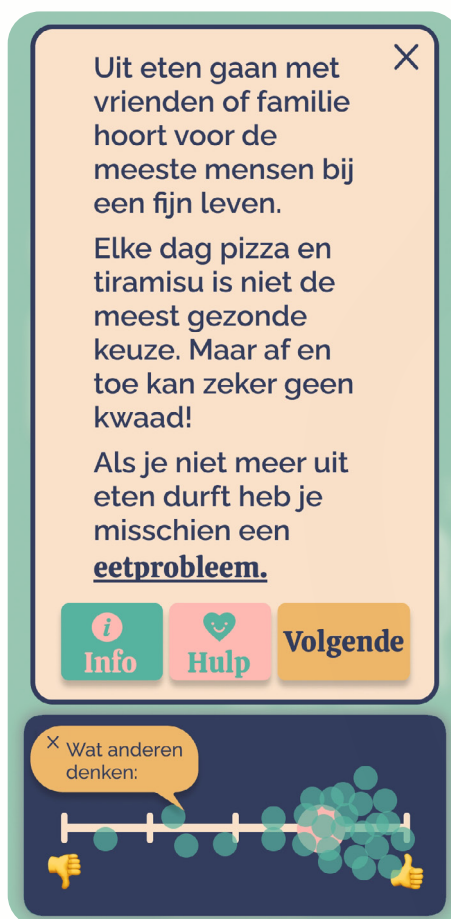 Uit eten gaan met
vrienden of familie
hoort voor de
meeste mensen bij
een fijn leven.
Elke dag pizza en
tiramisu is niet de
meest gezonde
keuze. Maar af en
toe kan zeker geen
kwaad!
Als je niet meer uit
eten durft heb je
misschien een
eetprobleem.
i
Info
Hulp
Volgende
Wat anderen
denken: